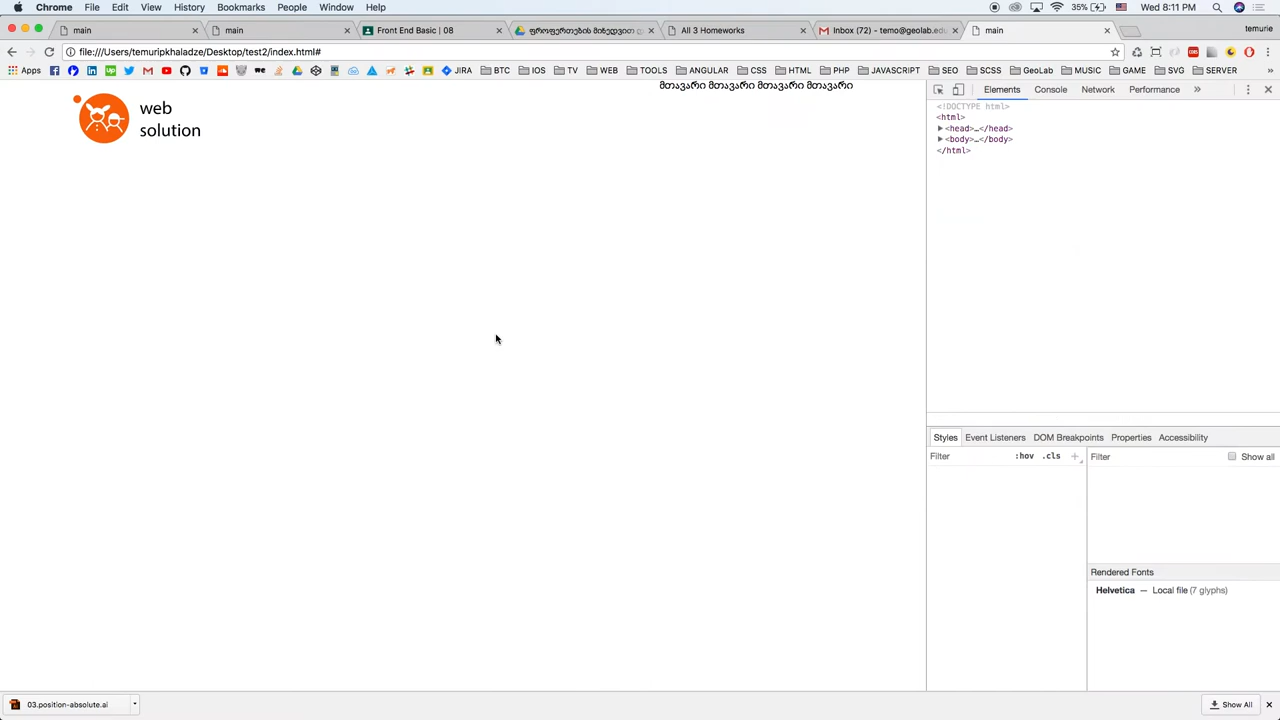 Chrome File Edit View History Bookmarks People Window Help 35% Wed 8:11 PM
main main Front End Basic | 08 ფროფერთების მიხედვით დ All 3 Homeworks Inbox (72) - temo@geolab.edu. main temurie
file:///Users/temuripkhaladze/Desktop/test2/index.html#
Apps JIRA BTC IOS TV WEB TOOLS ANGULAR CSS HTML PHP JAVASCRIPT SEO SCSS GeoLab MUSIC GAME SVG SERVER »
web
solution
მთავარი მთავარი მთავარი მთავარი
Elements Console Network Performance »
<!DOCTYPE html>
<html>
<head>…</head>
<body>…</body>
</html>
Styles Event Listeners DOM Breakpoints Properties Accessibility
Filter :hov .cls + Filter Show all
Rendered Fonts
Helvetica — Local file (7 glyphs)
03.position-absolute.ai Show All